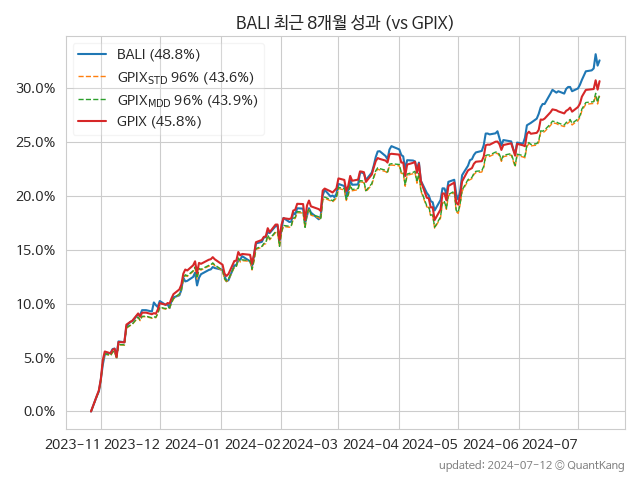 BALI 최근 8개월 성과 (vs GPIX)
BALI (48.8%)
GPIX_STD 96% (43.6%)
GPIX_MDD 96% (43.9%)
GPIX (45.8%)
30.0%
25.0%
20.0%
15.0%
10.0%
5.0%
0.0%
2023-11 2023-12 2024-01 2024-02 2024-03 2024-04 2024-05 2024-06 2024-07
updated: 2024-07-12 © QuantKang